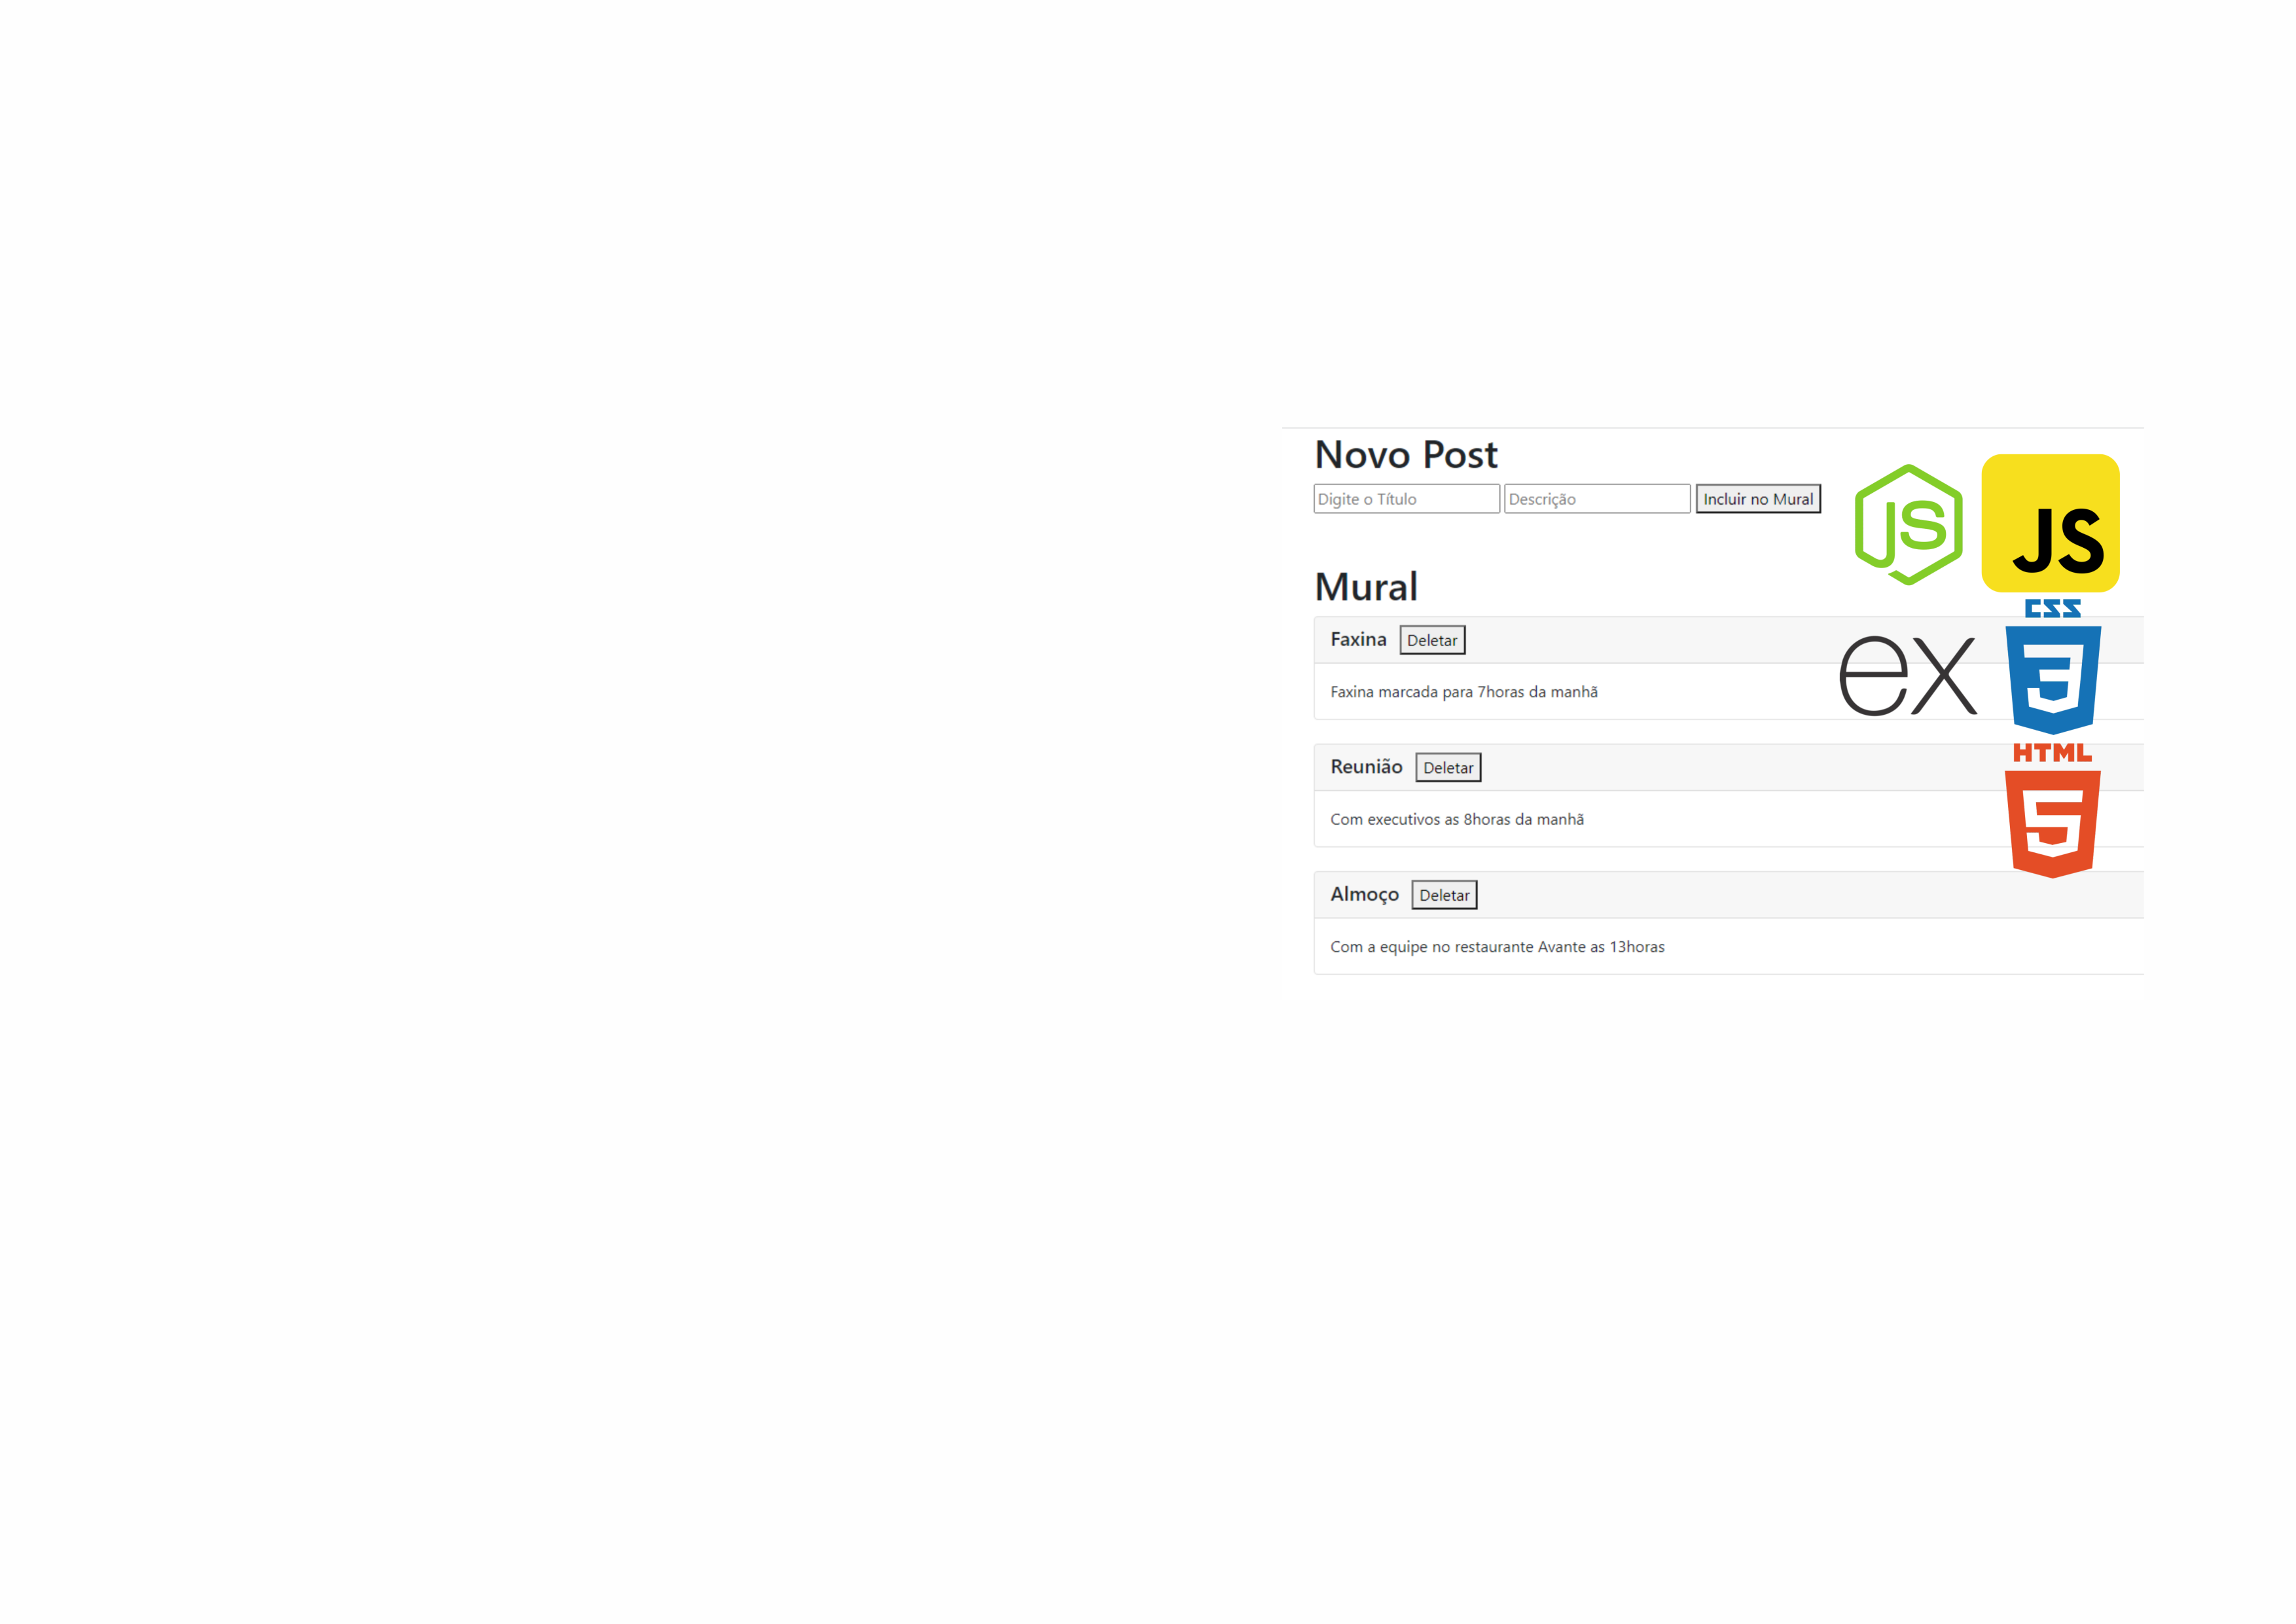 Novo Post
Digite o Título Descrição Incluir no Mural
JS JS
Mural
CSS
Faxina Deletar
ex 3
Faxina marcada para 7horas da manhã
HTML
Reunião Deletar
5
Com executivos as 8horas da manhã
Almoço Deletar
Com a equipe no restaurante Avante as 13horas